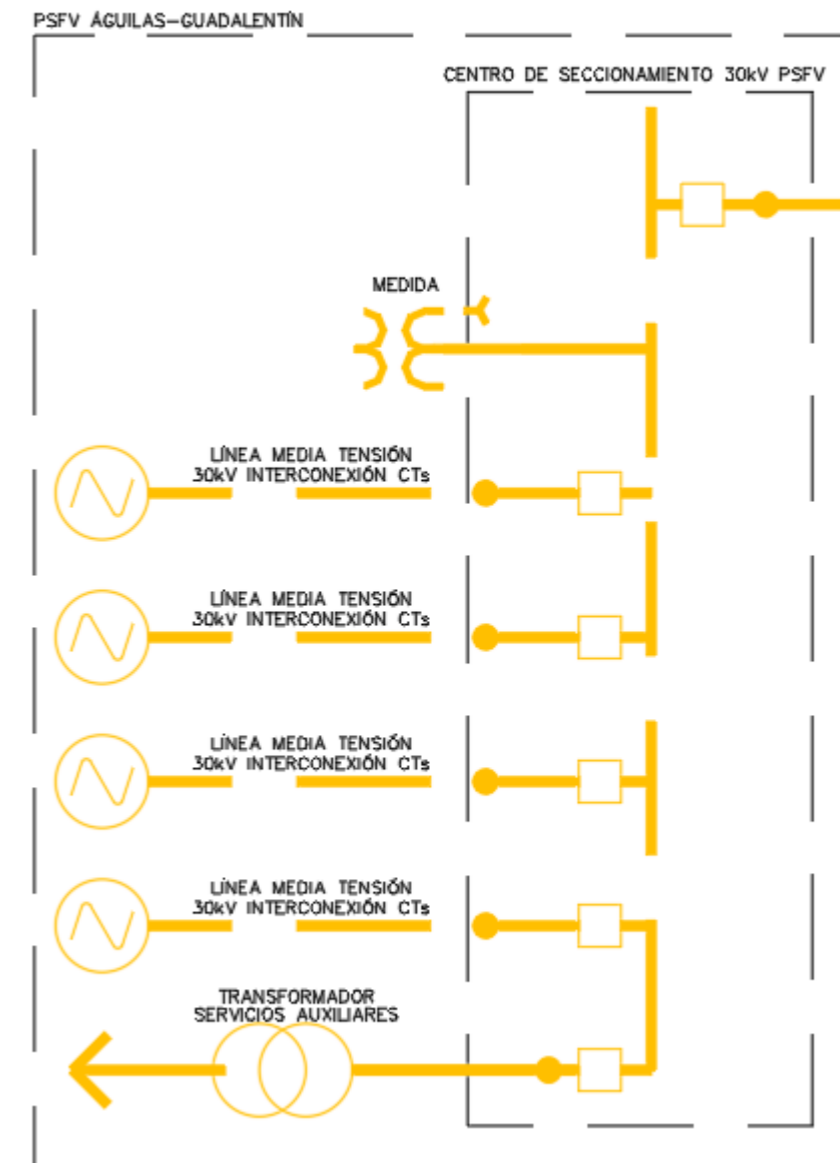 PSFV ÁGUILAS-GUADALENTÍN
CENTRO DE SECCIONAMIENTO 30kV PSFV
MEDIDA
LÍNEA MEDIA TENSIÓN
30kV INTERCONEXIÓN CTs
LÍNEA MEDIA TENSIÓN
30kV INTERCONEXIÓN CTs
LÍNEA MEDIA TENSIÓN
30kV INTERCONEXIÓN CTs
LÍNEA MEDIA TENSIÓN
30kV INTERCONEXIÓN CTs
TRANSFORMADOR
SERVICIOS AUXILIARES